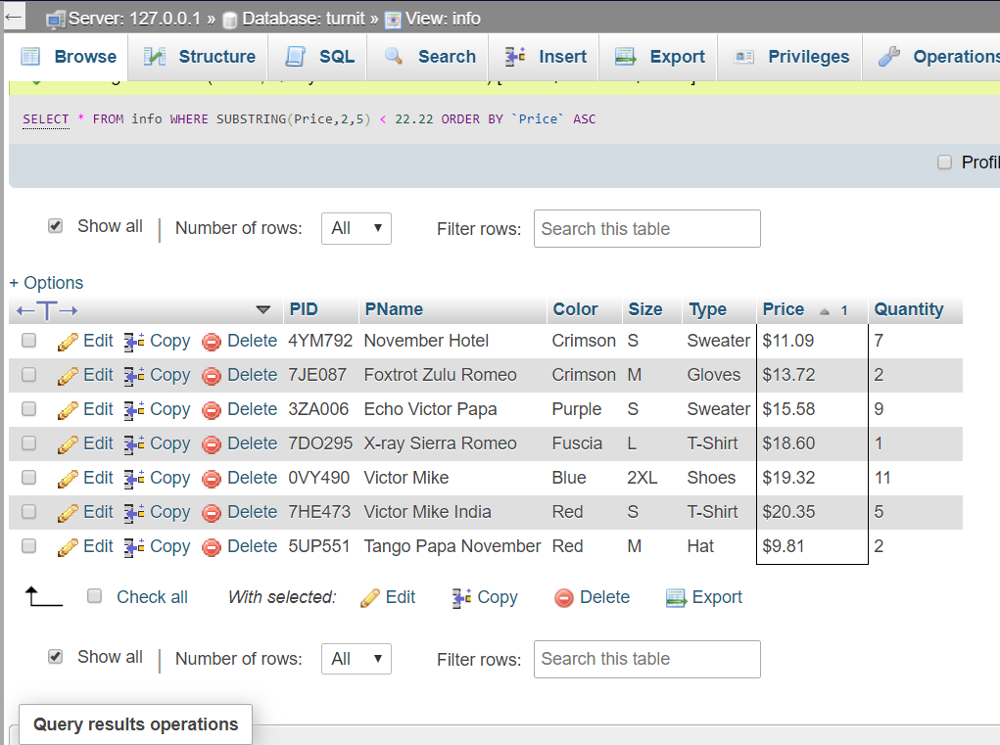 Server: 127.0.0.1 » Database: turnit » View: info
Browse Structure SQL Search Insert Export Privileges Operations
SELECT * FROM info WHERE SUBSTRING(Price,2,5) < 22.22 ORDER BY `Price` ASC
Profil
Show all | Number of rows: All Filter rows: Search this table
+ Options
←T→ PID PName Color Size Type Price 1 Quantity
Edit Copy Delete 4YM792 November Hotel Crimson S Sweater $11.09 7
Edit Copy Delete 7JE087 Foxtrot Zulu Romeo Crimson M Gloves $13.72 2
Edit Copy Delete 3ZA006 Echo Victor Papa Purple S Sweater $15.58 9
Edit Copy Delete 7DO295 X-ray Sierra Romeo Fuscia L T-Shirt $18.60 1
Edit Copy Delete 0VY490 Victor Mike Blue 2XL Shoes $19.32 11
Edit Copy Delete 7HE473 Victor Mike India Red S T-Shirt $20.35 5
Edit Copy Delete 5UP551 Tango Papa November Red M Hat $9.81 2
Check all With selected: Edit Copy Delete Export
Show all | Number of rows: All Filter rows: Search this table
Query results operations